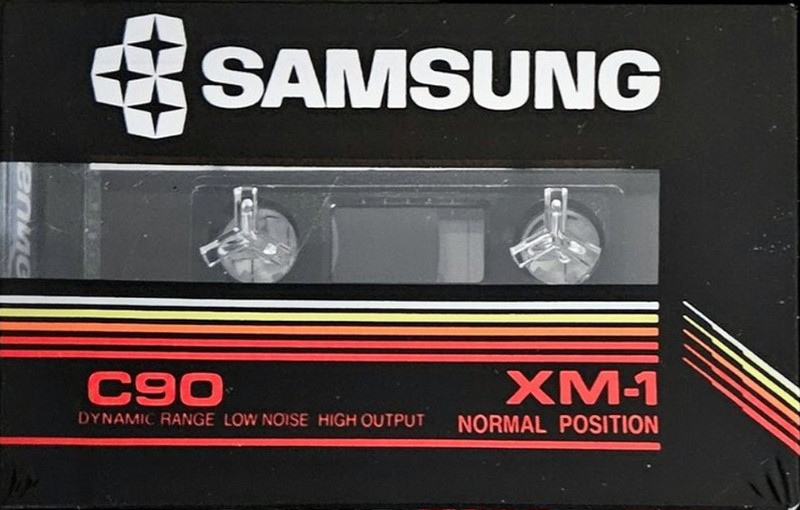 SAMSUNG
C90
DYNAMIC RANGE LOW NOISE HIGH OUTPUT
XM-1
NORMAL POSITION